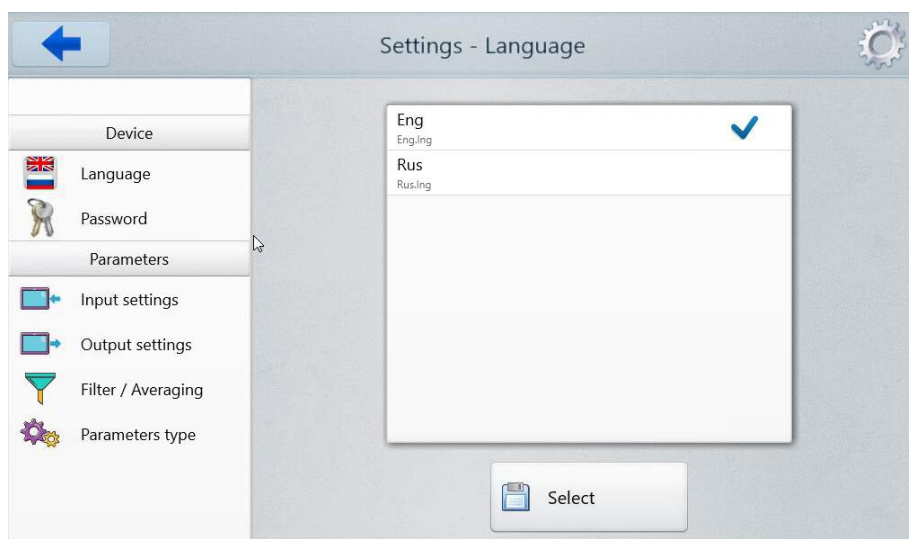 Settings - Language
Device
Language
Password
Parameters
Input settings
Output settings
Filter / Averaging
Parameters type
Eng
Eng.lng
Rus
Rus.lng
Select